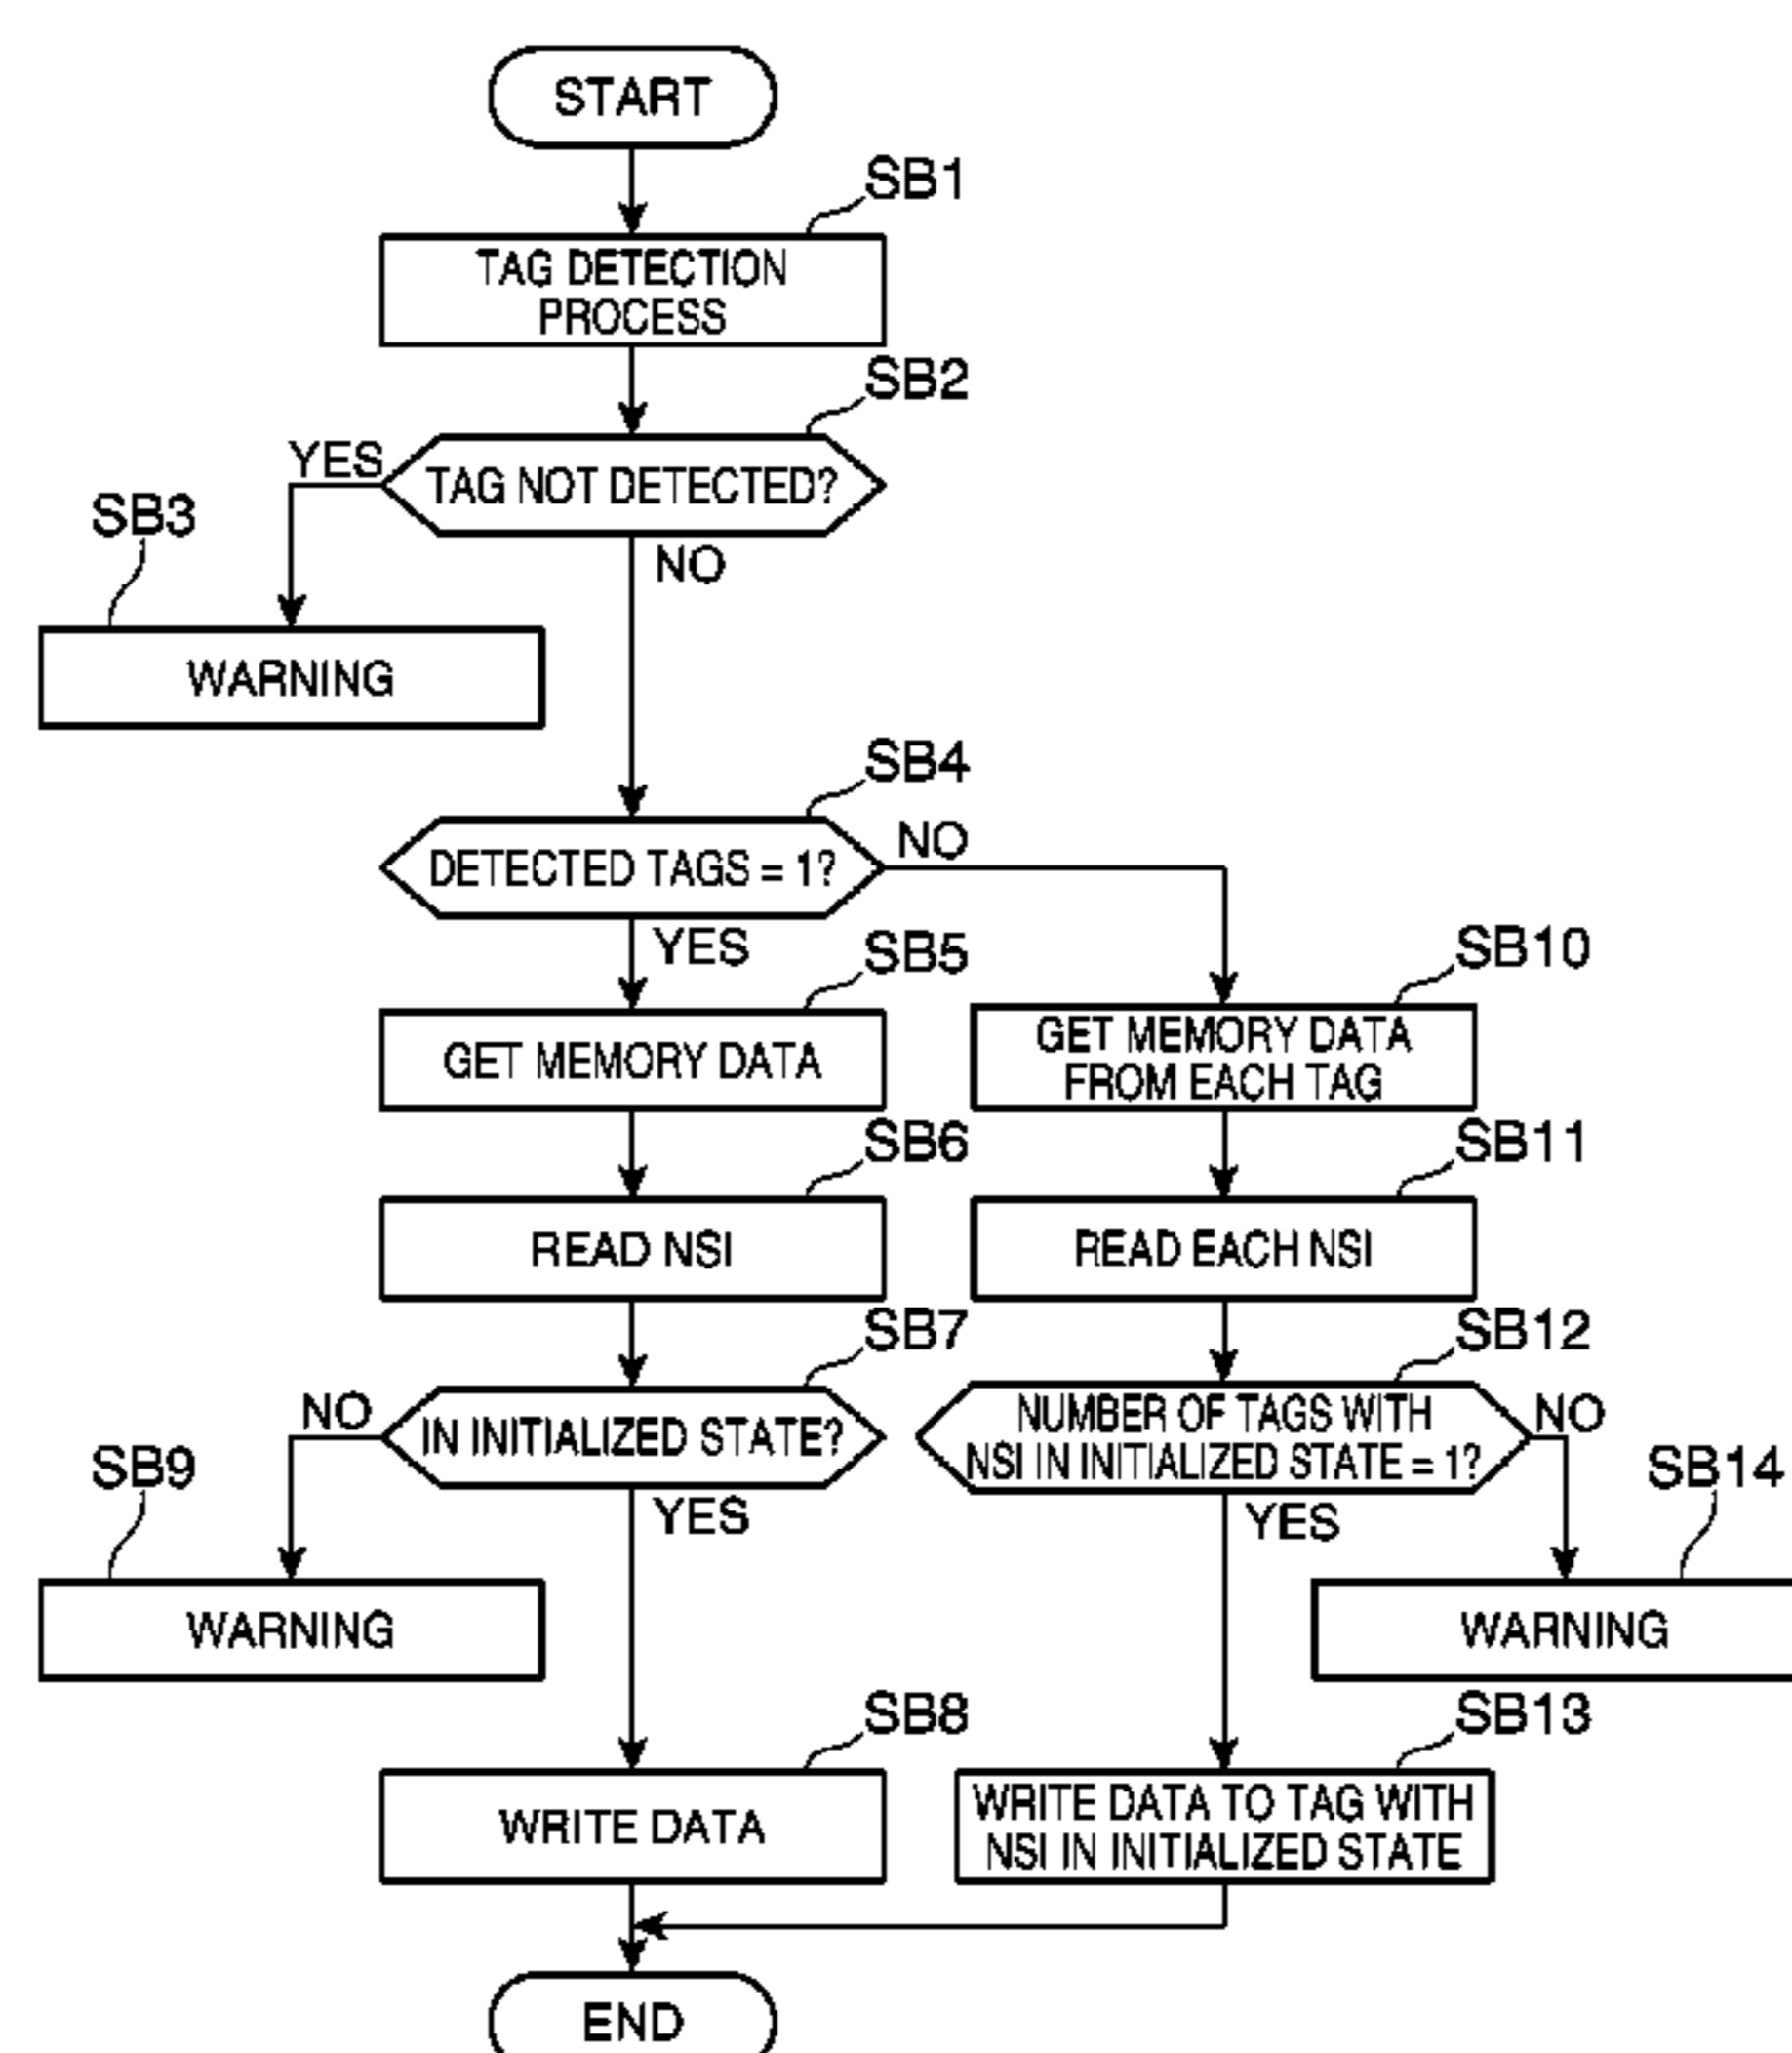 START
SB1
TAG DETECTION
PROCESS
SB2
YES
TAG NOT DETECTED?
SB3
NO
WARNING
SB4
DETECTED TAGS = 1?
NO
YES
SB5
SB10
GET MEMORY DATA
GET MEMORY DATA
FROM EACH TAG
SB6
SB11
READ NSI
READ EACH NSI
SB7
SB12
NO
IN INITIALIZED STATE?
NUMBER OF TAGS WITH
NSI IN INITIALIZED STATE = 1?
NO
SB9
SB14
YES
YES
WARNING
WARNING
SB8
SB13
WRITE DATA
WRITE DATA TO TAG WITH
NSI IN INITIALIZED STATE
END